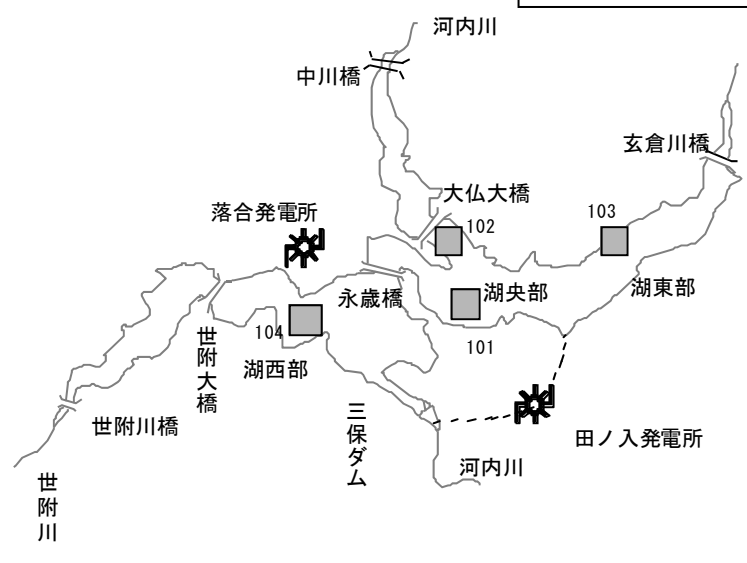 河内川
中川橋
玄倉川橋
大仏大橋
落合発電所
103
102
湖東部
湖央部
永歳橋
104
101
世附大橋
湖西部
世附川橋
三保ダム
田ノ入発電所
河内川
世附川